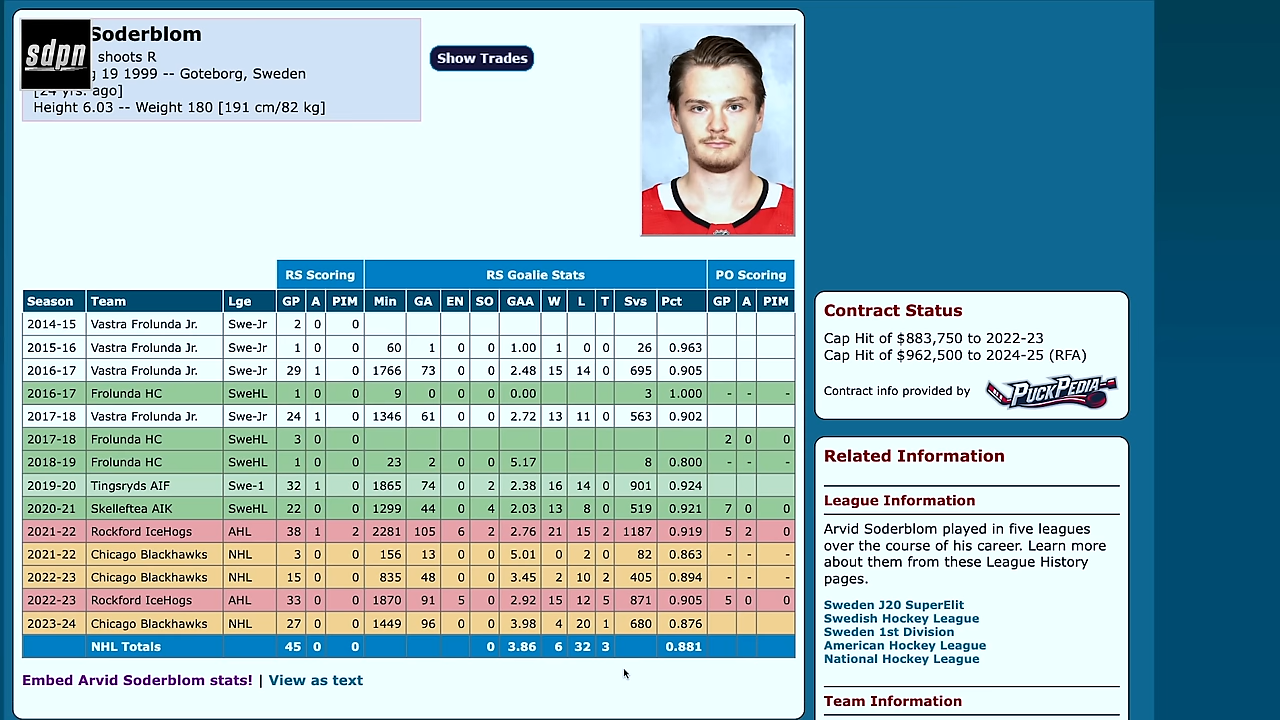 sdpn
Soderblom
shoots R
g 19 1999 -- Goteborg, Sweden
[24 yrs. ago]
Height 6.03 -- Weight 180 [191 cm/82 kg]
Show Trades
RS Scoring RS Goalie Stats PO Scoring
Season Team Lge GP A PIM Min GA EN SO GAA W L T Svs Pct GP A PIM
2014-15 Vastra Frolunda Jr. Swe-Jr 2 0 0
2015-16 Vastra Frolunda Jr. Swe-Jr 1 0 0 60 1 0 0 1.00 1 0 0 26 0.963
2016-17 Vastra Frolunda Jr. Swe-Jr 29 1 0 1766 73 0 0 2.48 15 14 0 695 0.905
2016-17 Frolunda HC SweHL 1 0 0 9 0 0 0 0.00 3 1.000 - - -
2017-18 Vastra Frolunda Jr. Swe-Jr 24 1 0 1346 61 0 0 2.72 13 11 0 563 0.902
2017-18 Frolunda HC SweHL 3 0 0 2 0 0
2018-19 Frolunda HC SweHL 1 0 0 23 2 0 0 5.17 8 0.800 - - -
2019-20 Tingsryds AIF Swe-1 32 1 0 1865 74 0 2 2.38 16 14 0 901 0.924
2020-21 Skelleftea AIK SweHL 22 0 0 1299 44 0 4 2.03 13 8 0 519 0.921 7 0 0
2021-22 Rockford IceHogs AHL 38 1 2 2281 105 6 2 2.76 21 15 2 1187 0.919 5 2 0
2021-22 Chicago Blackhawks NHL 3 0 0 156 13 0 0 5.01 0 2 0 82 0.863 - - -
2022-23 Chicago Blackhawks NHL 15 0 0 835 48 0 0 3.45 2 10 2 405 0.894 - - -
2022-23 Rockford IceHogs AHL 33 0 0 1870 91 5 0 2.92 15 12 5 871 0.905 5 0 0
2023-24 Chicago Blackhawks NHL 27 0 0 1449 96 0 0 3.98 4 20 1 680 0.876
NHL Totals 45 0 0 0 3.86 6 32 3 0.881
Embed Arvid Soderblom stats! | View as text
Contract Status
Cap Hit of $883,750 to 2022-23
Cap Hit of $962,500 to 2024-25 (RFA)
Contract info provided by PUCKPEDIA
Related Information
League Information
Arvid Soderblom played in five leagues
over the course of his career. Learn more
about them from these League History
pages.
Sweden J20 SuperElit
Swedish Hockey League
Sweden 1st Division
American Hockey League
National Hockey League
Team Information